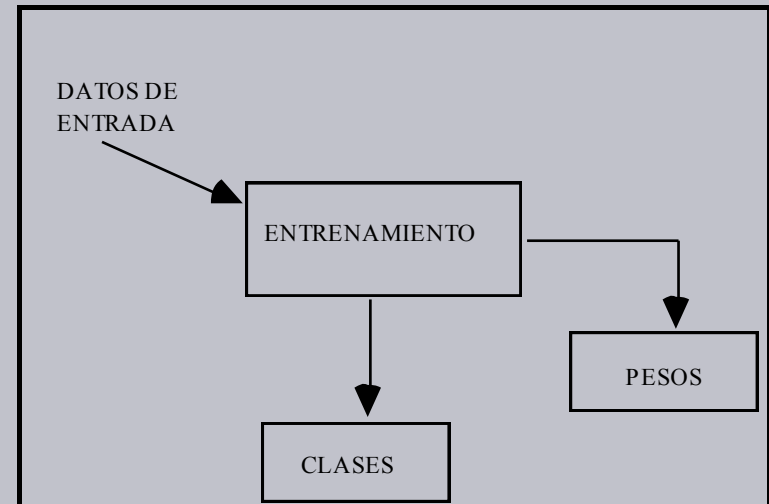 DATOS DE
ENTRADA
ENTRENAMIENTO
PESOS
CLASES